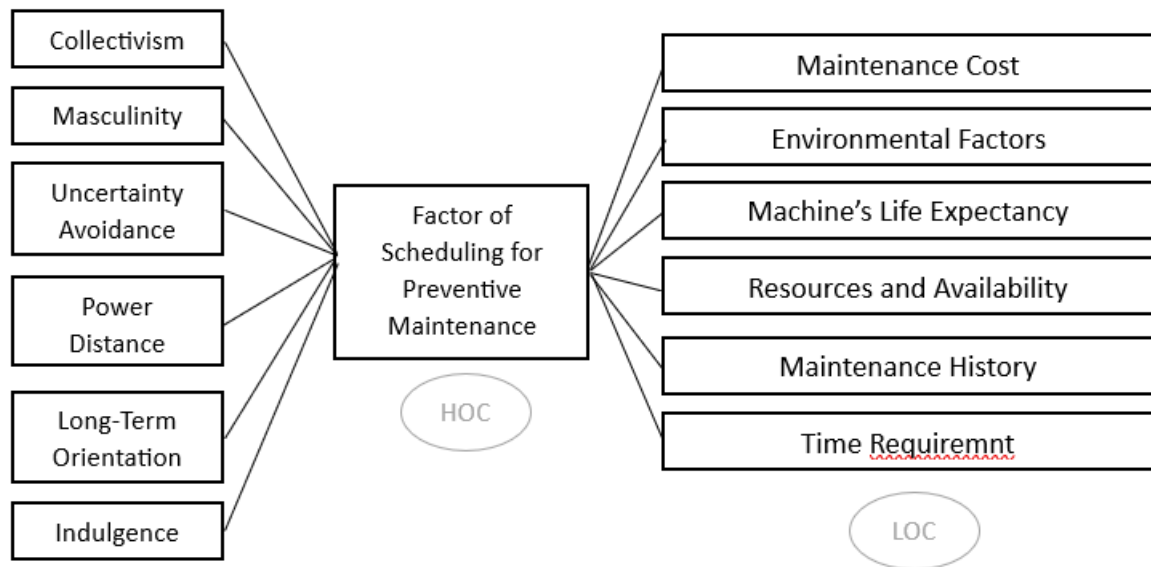 Collectivism
Masculinity
Uncertainty
Avoidance
Power
Distance
Long-Term
Orientation
Indulgence
Factor of
Scheduling for
Preventive
Maintenance
HOC
Maintenance Cost
Environmental Factors
Machine’s Life Expectancy
Resources and Availability
Maintenance History
Time Requiremnt
LOC